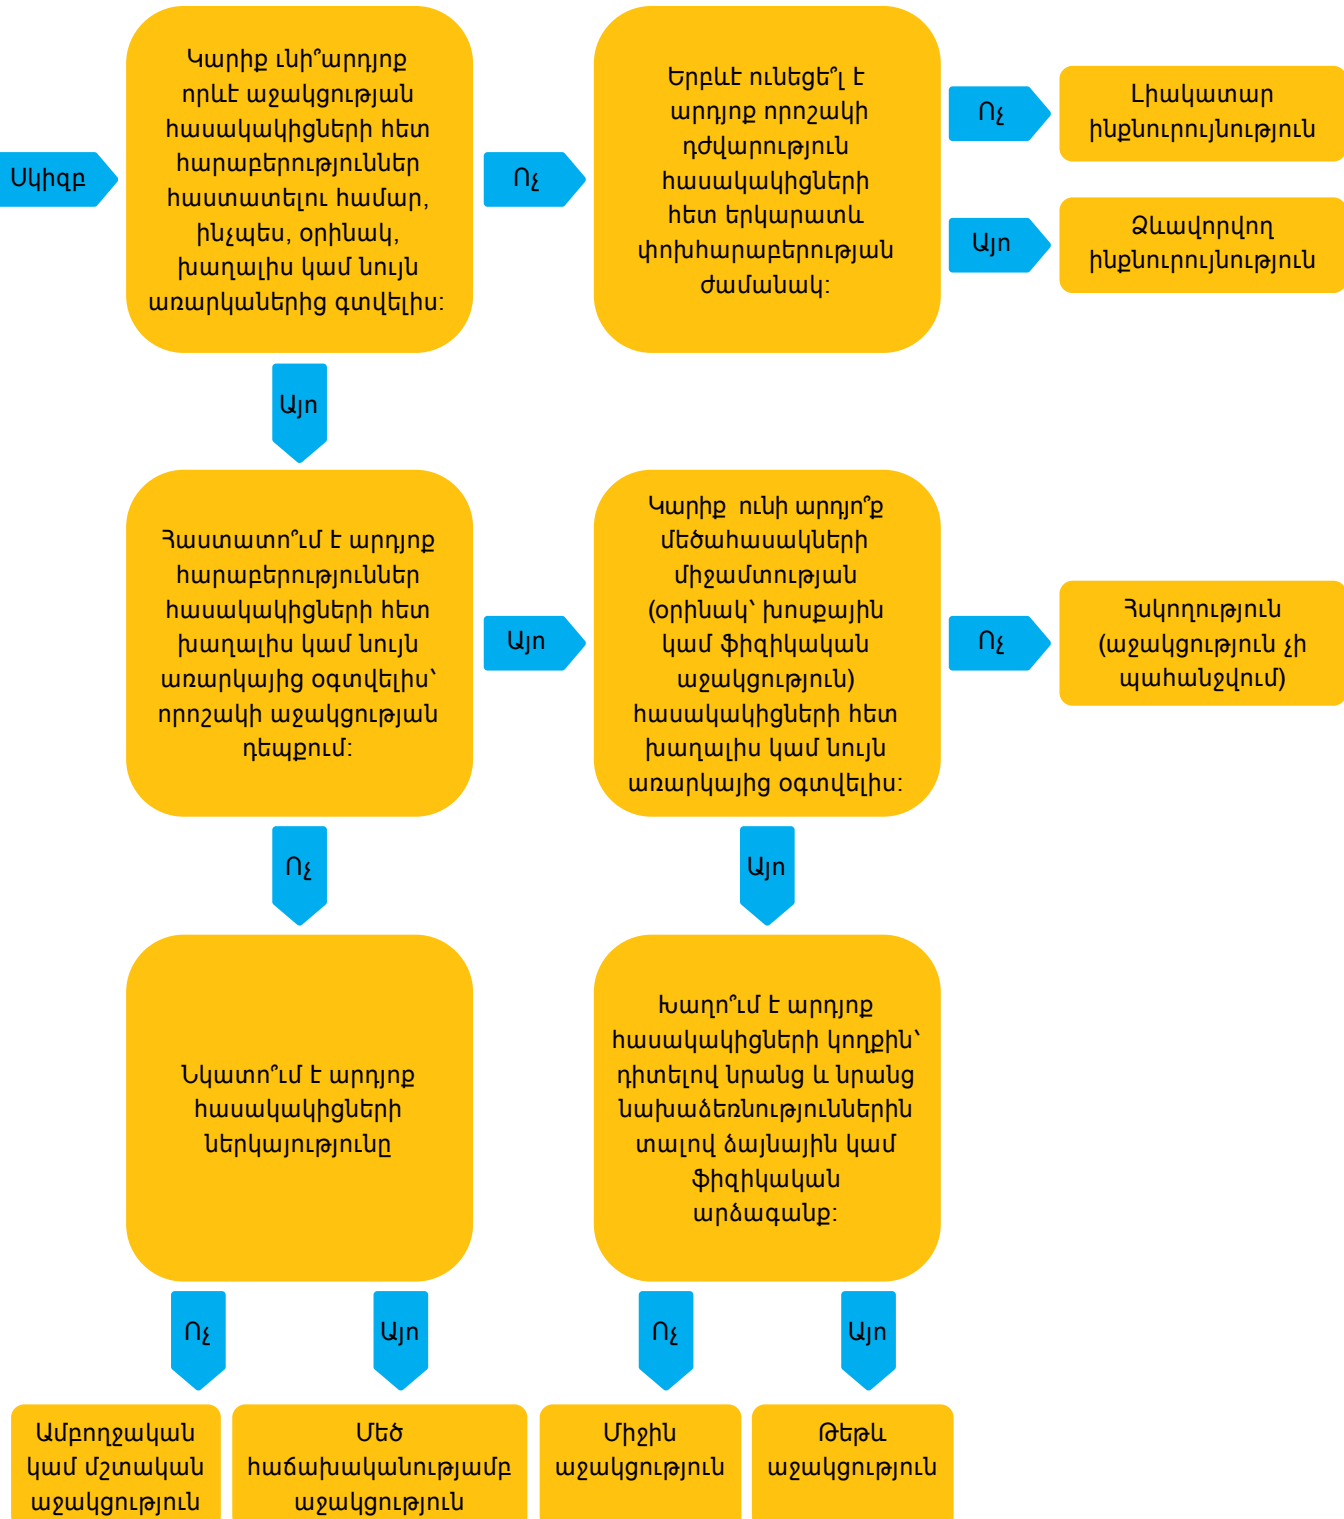 Սկիզբ
Կարիք ւնի՞արդյոք
որևէ աջակցության
հասակակիցների հետ
հարաբերություններ
հաստատելու համար,
ինչպես, օրինակ,
խաղալիս կամ նույն
առարկաներից գտվելիս:
Ոչ
Երբևէ ունեցե՞լ է
արդյոք որոշակի
դժվարություն
հասակակիցների
հետ երկարատև
փոխհարաբերության
ժամանակ:
Ոչ
Լիակատար
ինքնուրույնություն
Այո
Ձևավորվող
ինքնուրույնություն
Այո
Հաստատո՞ւմ է արդյոք
հարաբերություններ
հասակակիցների հետ
խաղալիս կամ նույն
առարկայից օգտվելիս՝
որոշակի աջակցության
դեպքում:
Այո
Կարիք  ունի արդյո՞ք
մեծահասակների
միջամտության
(օրինակ՝ խոսքային
կամ ֆիզիկական
աջակցություն)
հասակակիցների հետ
խաղալիս կամ նույն
առարկայից օգտվելիս:
Ոչ
Հսկողություն
(աջակցություն չի
պահանջվում)
Ոչ
Այո
Նկատո՞ւմ է արդյոք
հասակակիցների
ներկայությունը
Խաղո՞ւմ է արդյոք
հասակակիցների կողքին՝
դիտելով նրանց և նրանց
նախաձեռնություններին
տալով ձայնային կամ
ֆիզիկական
արձագանք:
Ոչ
Այո
Ոչ
Այո
Ամբողջական
կամ մշտական
աջակցություն
Մեծ
հաճախականությամբ
աջակցություն
Միջին
աջակցություն
Թեթև
աջակցություն